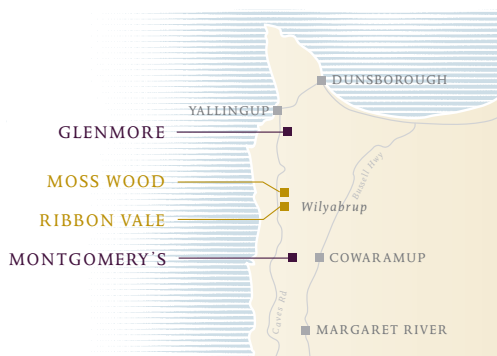 DUNSBOROUGH
YALLINGUP
GLENMORE
Bussell Hwy
MOSS WOOD
RIBBON VALE
Wilyabrup
MONTGOMERY'S
COWARAMUP
Caves Rd
MARGARET RIVER